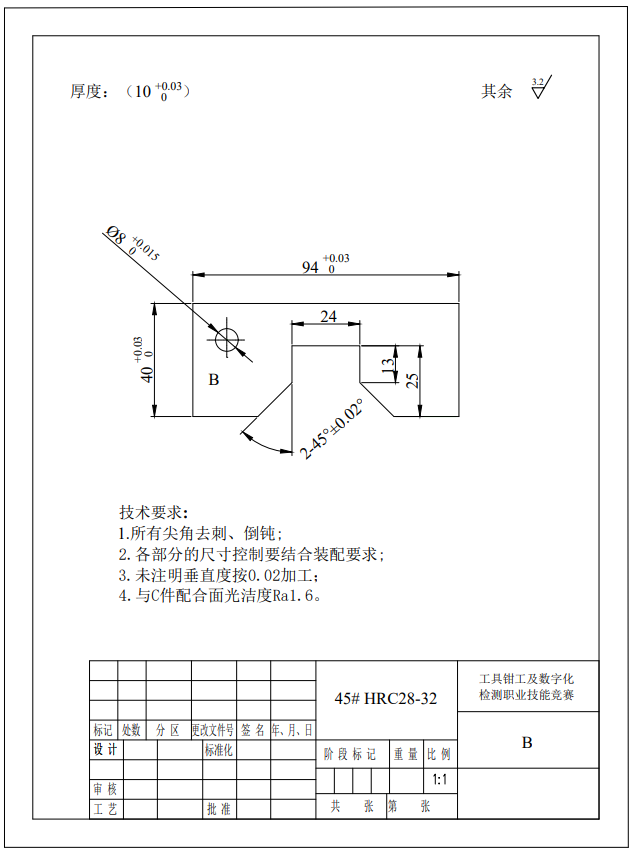 厚度：（10 +0.03 0）
其余 3.2
Ø8 +0.015 0
94 +0.03 0
24
40 +0.03 0
13
25
B
2-45°±0.02°
技术要求:
1.所有尖角去刺、倒钝;
2.各部分的尺寸控制要结合装配要求;
3.未注明垂直度按0.02加工;
4.与C件配合面光洁度Ra1.6。
45# HRC28-32
工具钳工及数字化
检测职业技能竞赛
标记 处数 分 区 更改文件号 签 名 年、月、日
B
设 计 标准化
阶 段 标 记 重 量 比 例
1:1
审 核
工 艺 批 准
共 张 第 张